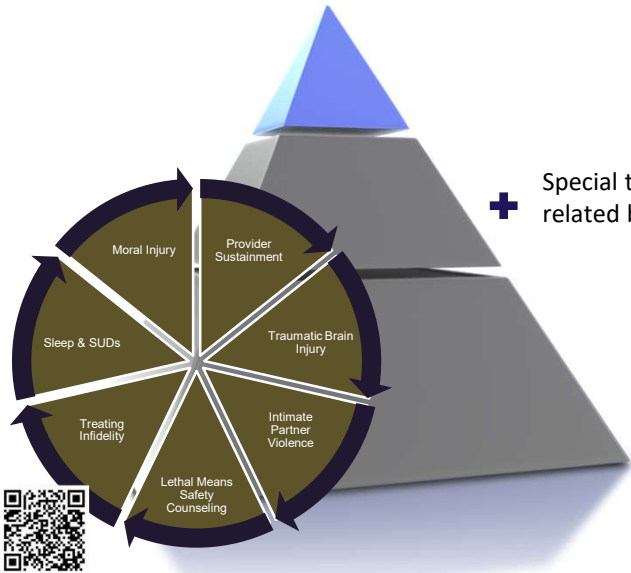 Special t
related b
Moral Injury
Provider
Sustainment
Traumatic Brain
Injury
Intimate
Partner
Violence
Lethal Means
Safety
Counseling
Treating
Infidelity
Sleep & SUDs